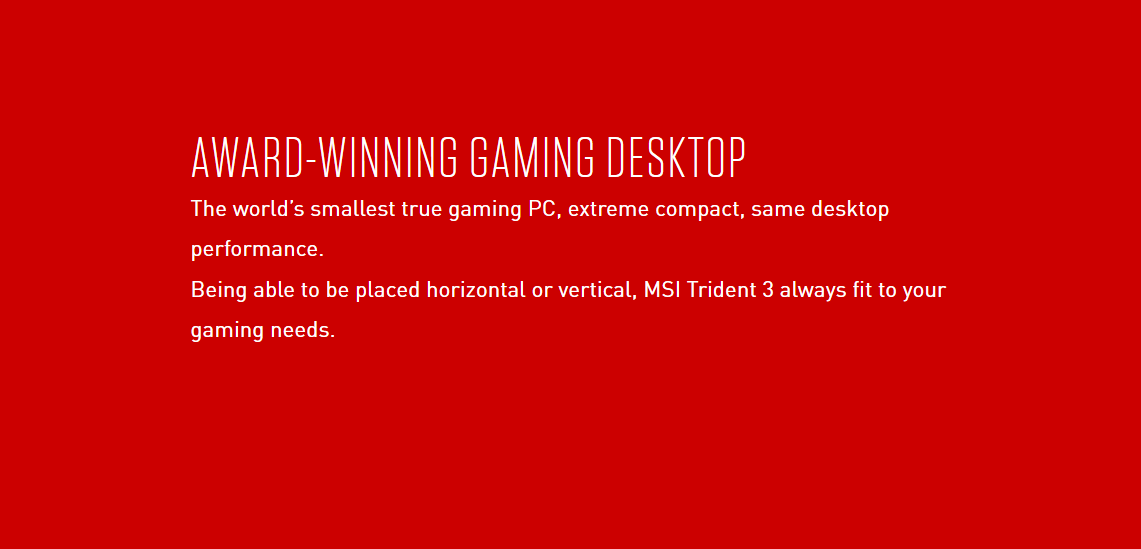 AWARD-WINNING GAMING DESKTOP
The world’s smallest true gaming PC, extreme compact, same desktop
performance.
Being able to be placed horizontal or vertical, MSI Trident 3 always fit to your
gaming needs.